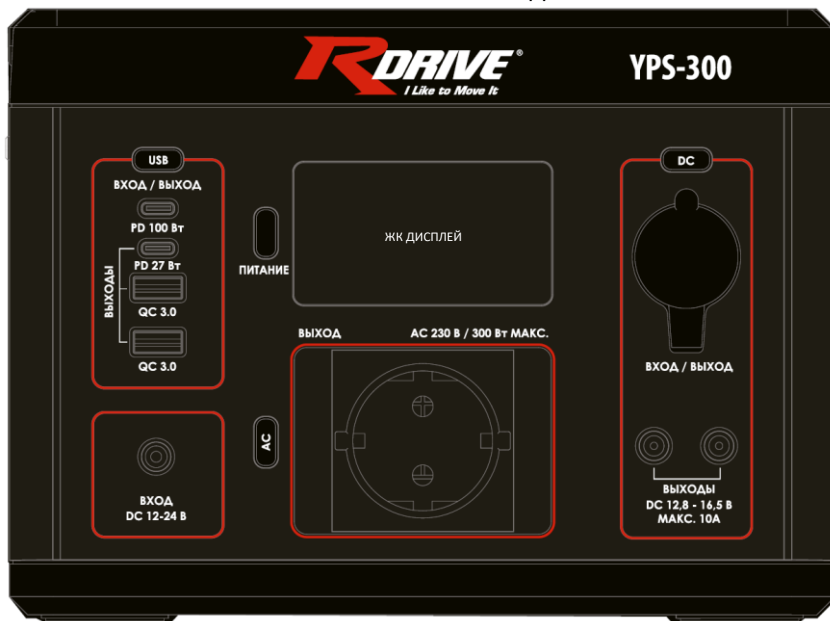 RDRIVE®
I Like to Move It
YPS-300
USB
ВХОД / ВЫХОД
PD 100 Вт
PD 27 Вт
ВЫХОДЫ
QC 3.0
QC 3.0
ВХОД
DC 12-24 В
ПИТАНИЕ
ЖК ДИСПЛЕЙ
ВЫХОД AC 230 В / 300 Вт МАКС.
AC
DC
ВХОД / ВЫХОД
ВЫХОДЫ
DC 12,8 - 16,5 В
МАКС. 10А